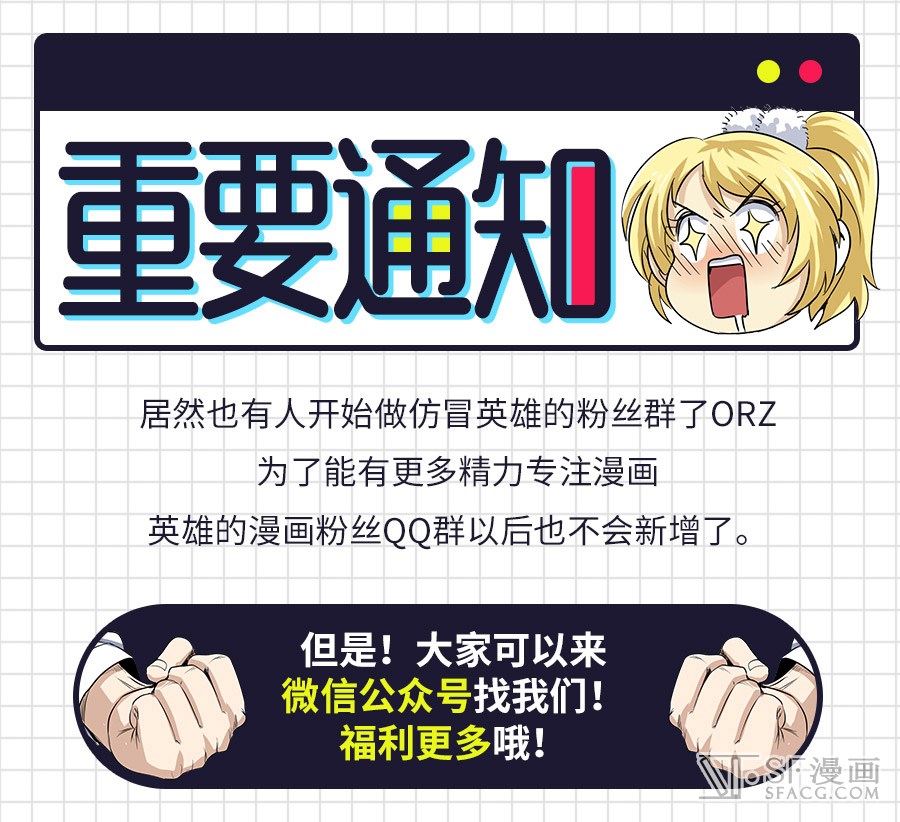 重要通知
居然也有人开始做仿冒英雄的粉丝群了ORZ
为了能有更多精力专注漫画
英雄的漫画粉丝QQ群以后也不会新增了。
但是！大家可以来
微信公众号找我们！
福利更多哦！
SF漫画
SFACG.COM